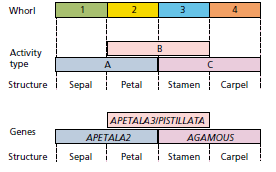 Whorl 1 2 3 4
B
Activity type A C
Structure Sepal Petal Stamen Carpel
APETALA3/PISTILLATA
Genes APETALA2 AGAMOUS
Structure Sepal Petal Stamen Carpel